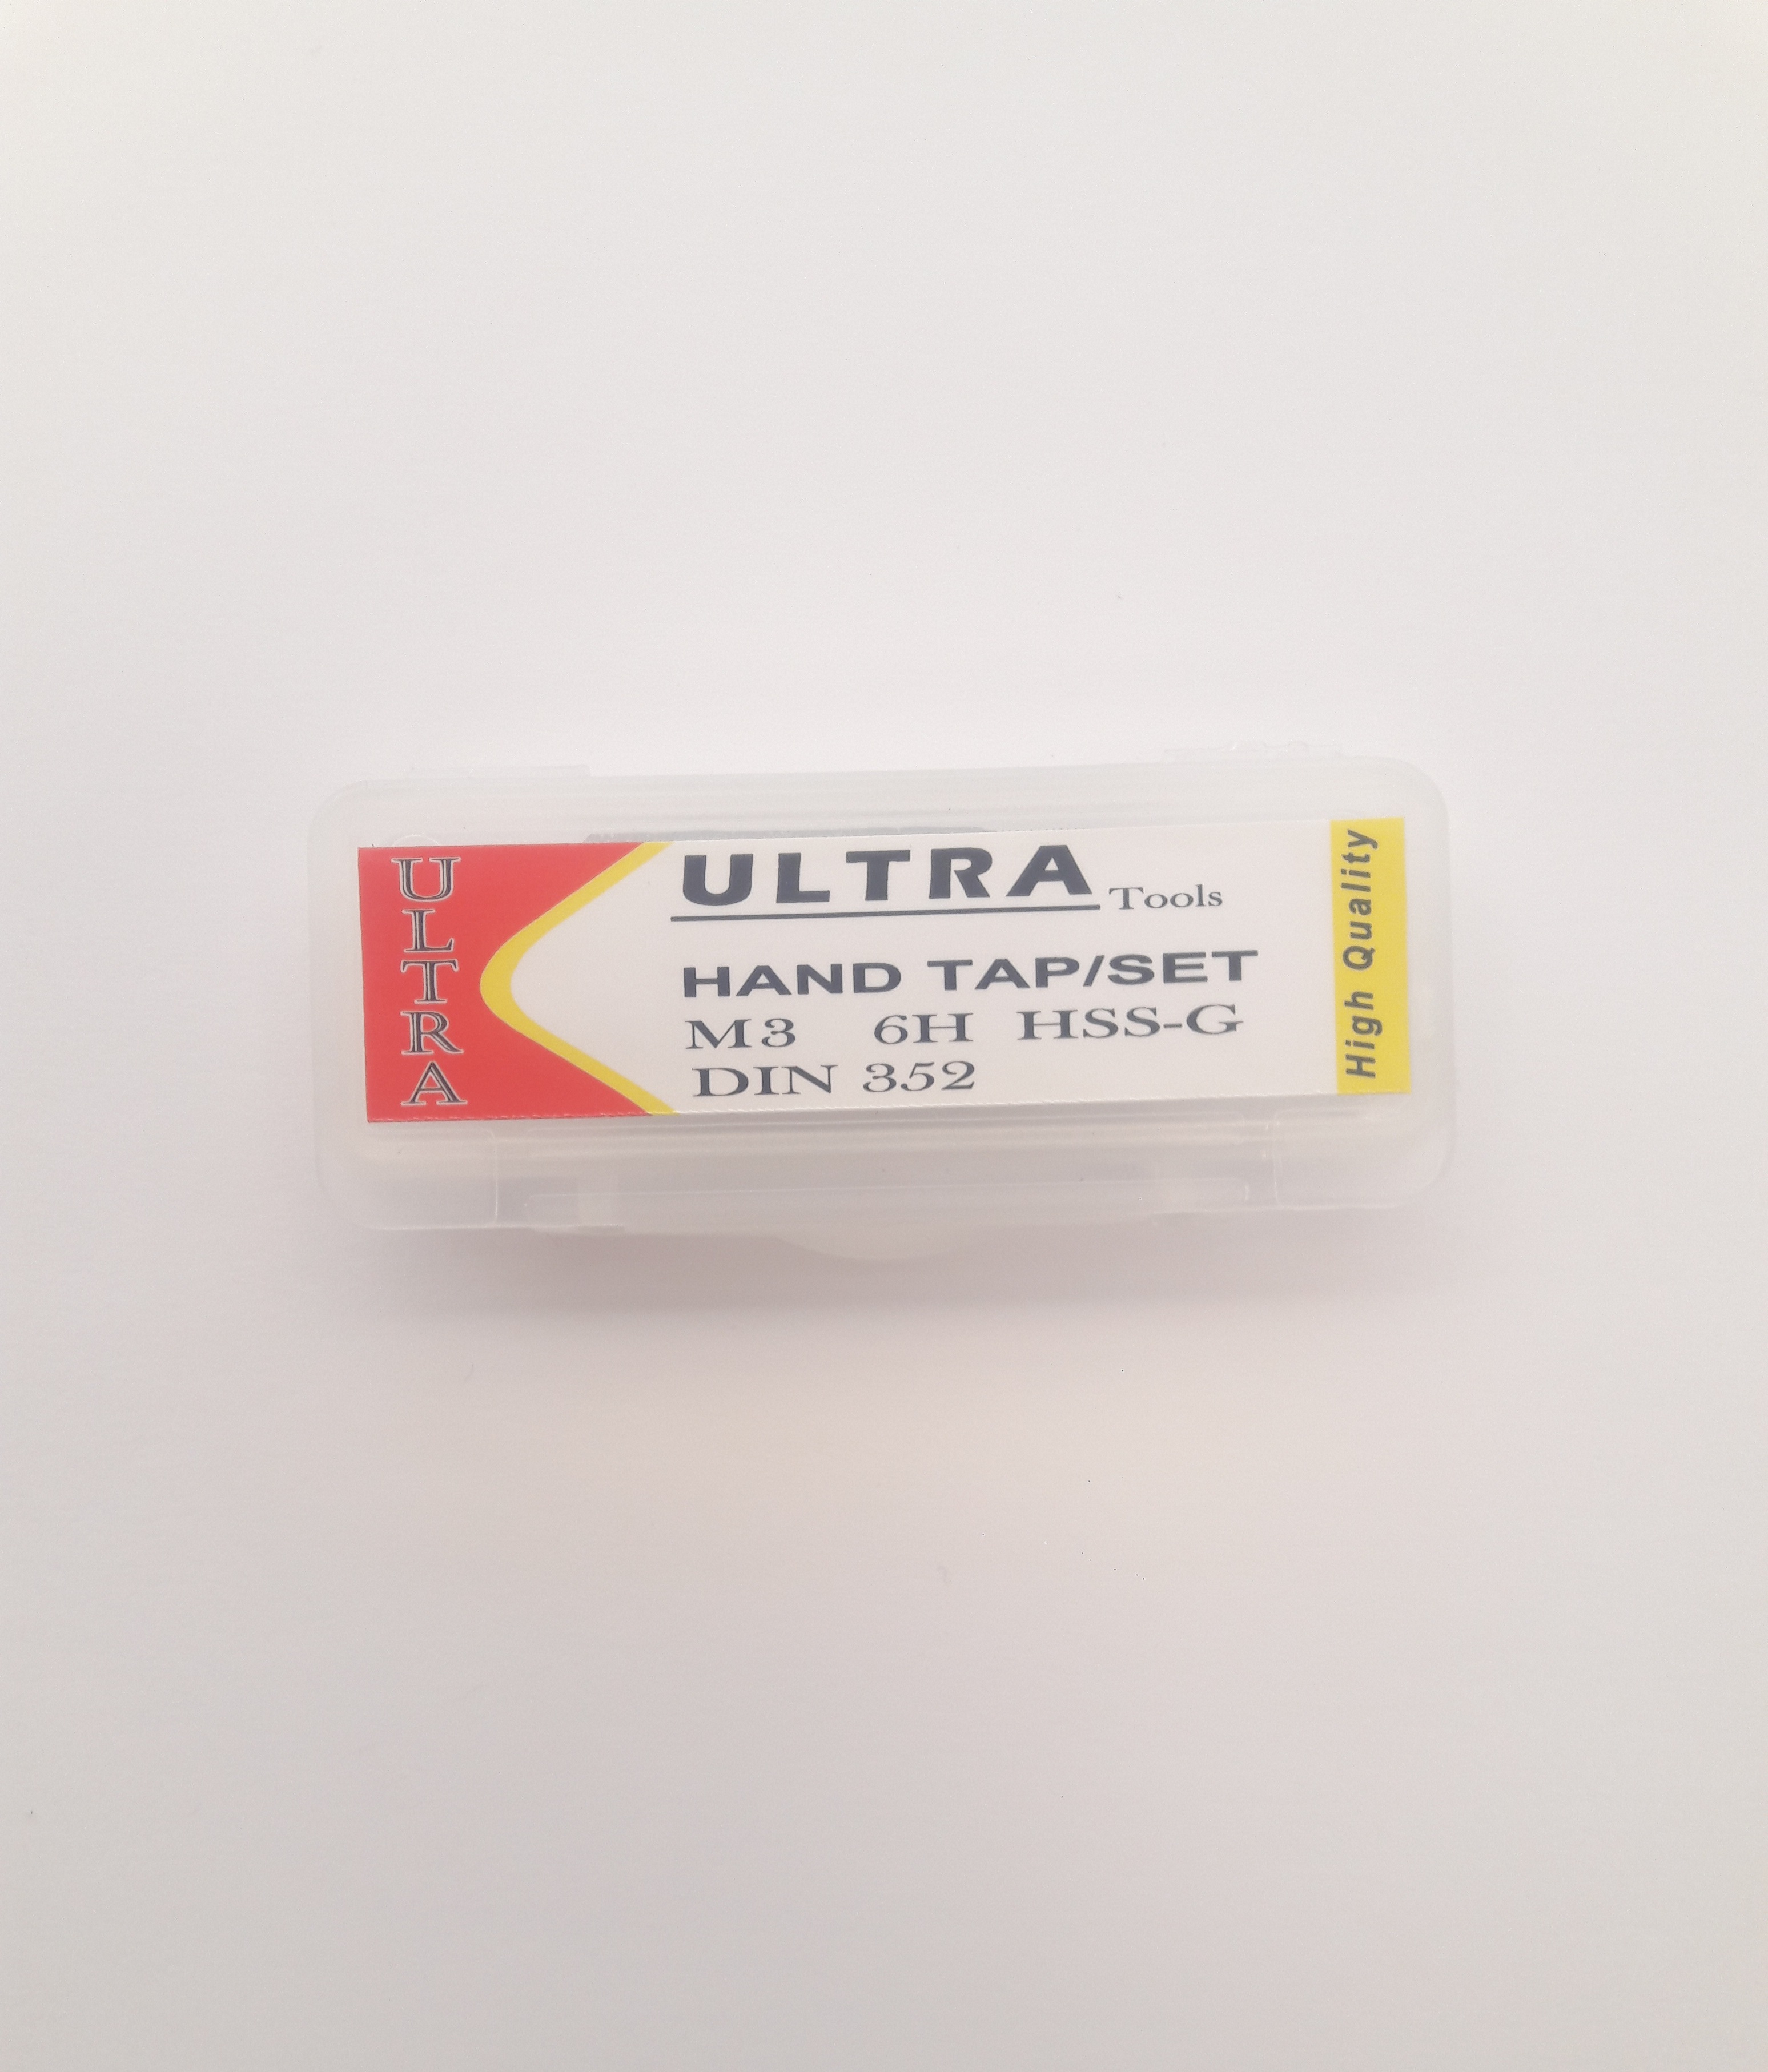 ULTRA
ULTRA Tools
HAND TAP/SET
M3 6H HSS-G
DIN 352
High Quality